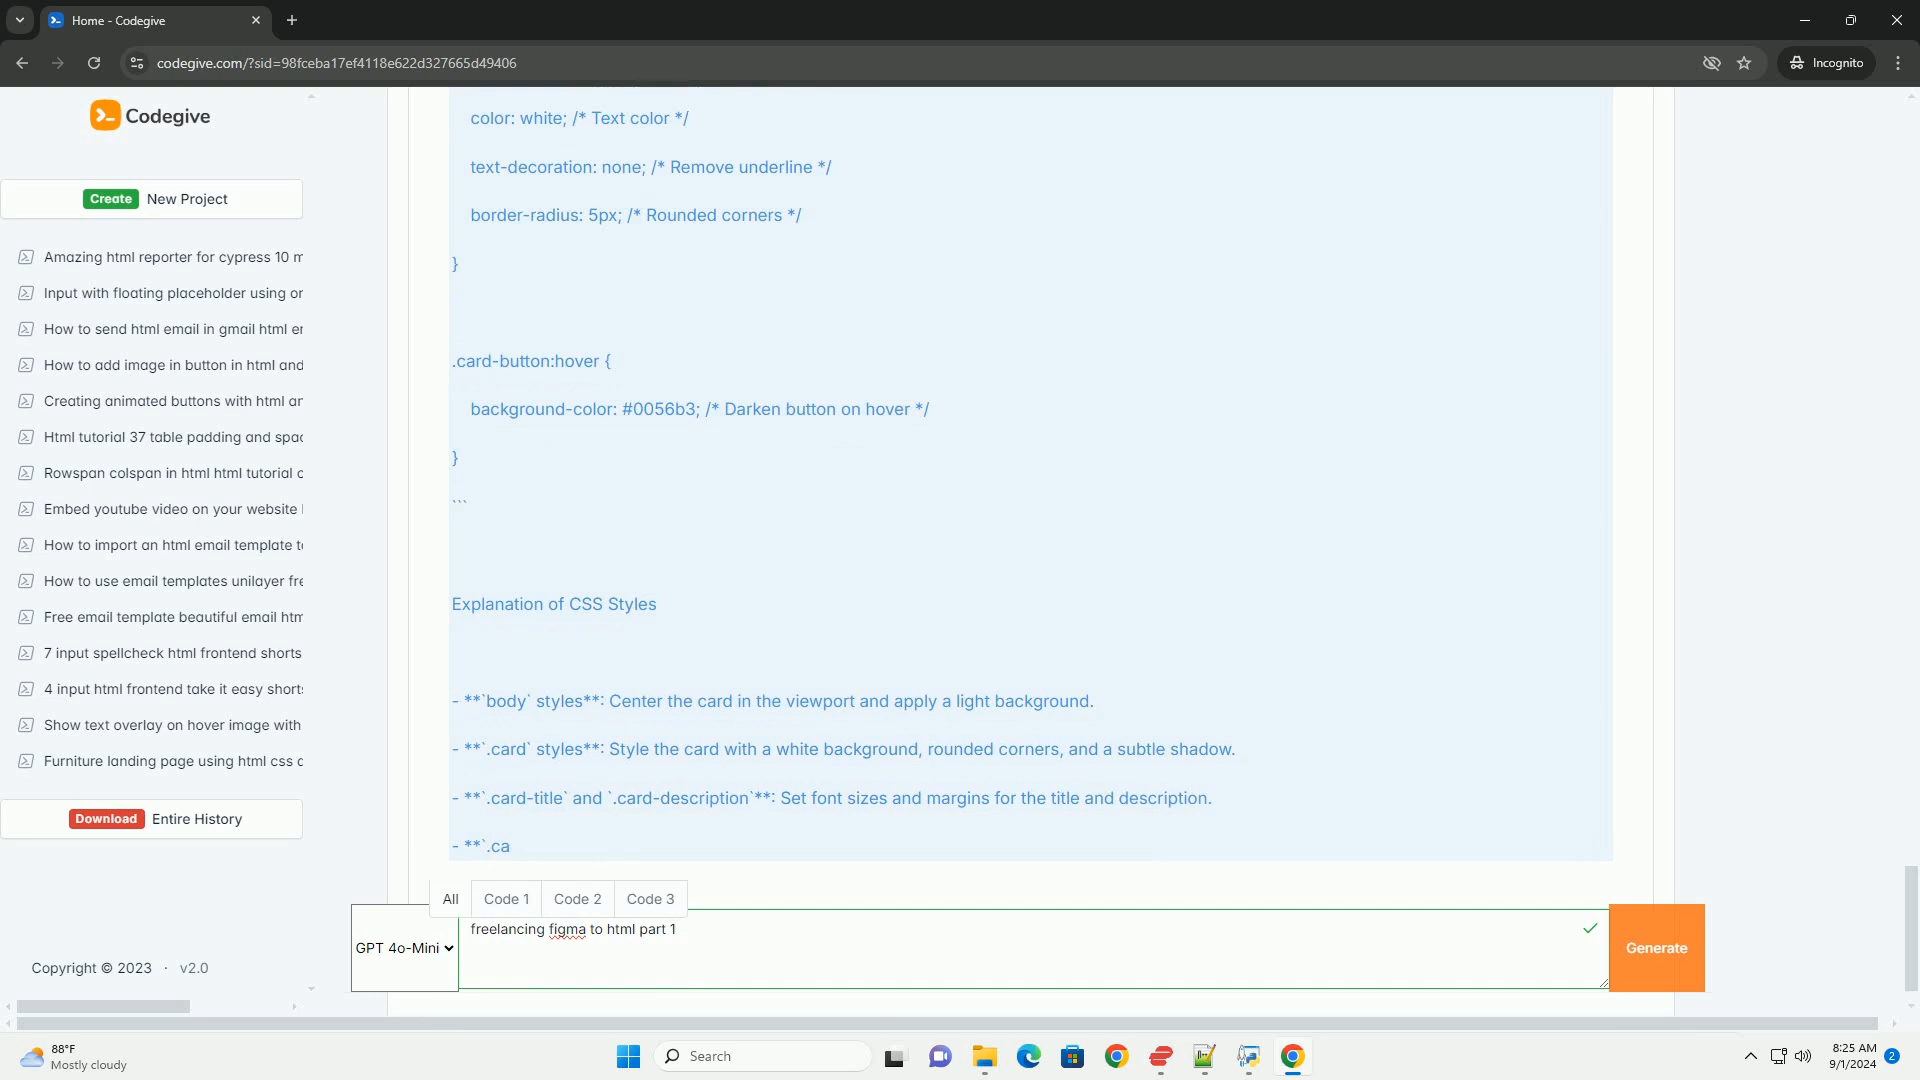 Home - Codegive
codegive.com/?sid=98fceba17ef4118e622d327665d49406
Incognito
Codegive
Create New Project
Amazing html reporter for cypress 10 m
Input with floating placeholder using or
How to send html email in gmail html er
How to add image in button in html and
Creating animated buttons with html ar
Html tutorial 37 table padding and spac
Rowspan colspan in html html tutorial c
Embed youtube video on your website
How to import an html email template to
How to use email templates unilayer fre
Free email template beautiful email htm
7 input spellcheck html frontend shorts
4 input html frontend take it easy shorts
Show text overlay on hover image with
Furniture landing page using html css a
Download Entire History
Copyright © 2023 · v2.0
color: white; /* Text color */
text-decoration: none; /* Remove underline */
border-radius: 5px; /* Rounded corners */
}
.card-button:hover {
background-color: #0056b3; /* Darken button on hover */
}
```
Explanation of CSS Styles
- **`body` styles**: Center the card in the viewport and apply a light background.
- **`.card` styles**: Style the card with a white background, rounded corners, and a subtle shadow.
- **`.card-title` and `.card-description`**: Set font sizes and margins for the title and description.
- **`.ca
All Code 1 Code 2 Code 3
GPT 4o-Mini
freelancing figma to html part 1
Generate
88°F
Mostly cloudy
Search
8:25 AM
9/1/2024
2